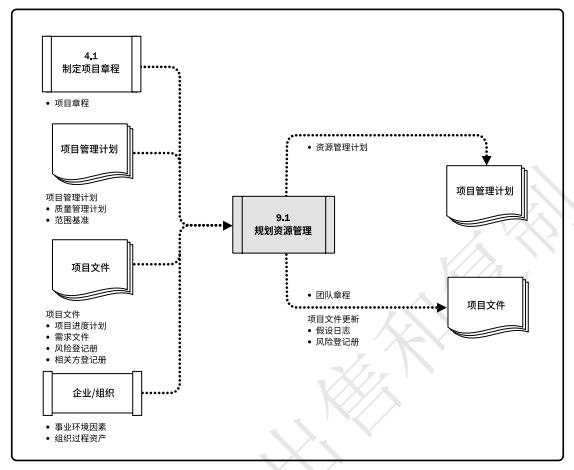 4.1
制定项目章程
• 项目章程
项目管理计划
项目管理计划
• 质量管理计划
• 范围基准
项目文件
项目文件
• 项目进度计划
• 需求文件
• 风险登记册
• 相关方登记册
企业/组织
• 事业环境因素
• 组织过程资产
9.1
规划资源管理
• 资源管理计划
项目管理计划
• 团队章程
项目文件更新
• 假设日志
• 风险登记册
项目文件
出售和复制